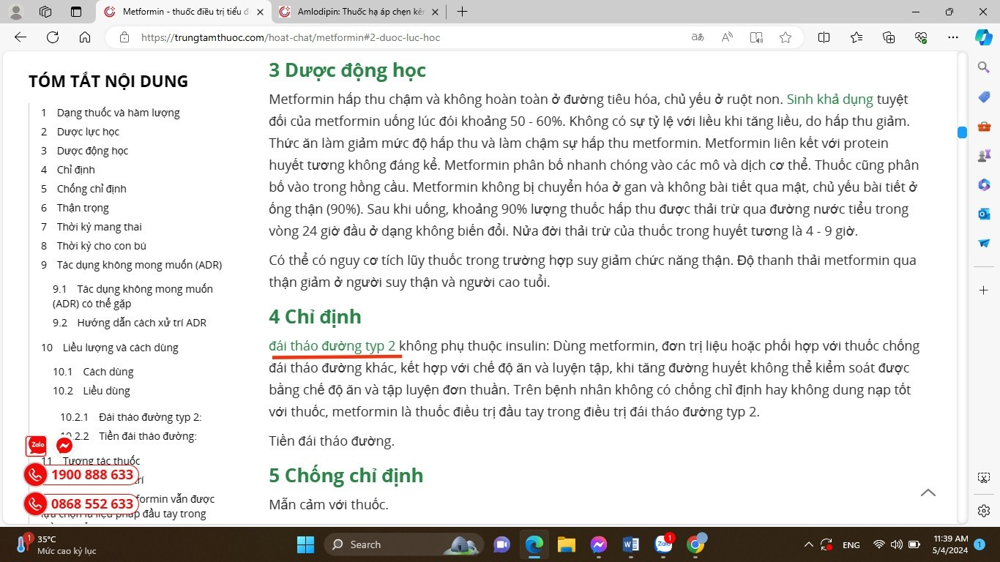 Metformin - thuốc điều trị tiểu đ
Amlodipin: Thuốc hạ áp chẹn kên
https://trungtamthuoc.com/hoat-chat/metformin#2-duoc-luc-hoc
TÓM TẮT NỘI DUNG
1 Dạng thuốc và hàm lượng
2 Dược lực học
3 Dược động học
4 Chỉ định
5 Chống chỉ định
6 Thận trọng
7 Thời kỳ mang thai
8 Thời kỳ cho con bú
9 Tác dụng không mong muốn (ADR)
9.1 Tác dụng không mong muốn
(ADR) có thể gặp
9.2 Hướng dẫn cách xử trí ADR
10 Liều lượng và cách dùng
10.1 Cách dùng
10.2 Liều dùng
10.2.1 Đái tháo đường typ 2:
10.2.2 Tiền đái tháo đường:
Zalo
11 Tương tác thuốc
1900 888 633
rí
0868 552 633
formin vẫn được
lựa chọn là liệu pháp đầu tay trong
3 Dược động học
Metformin hấp thu chậm và không hoàn toàn ở đường tiêu hóa, chủ yếu ở ruột non. Sinh khả dụng tuyệt
đối của metformin uống lúc đói khoảng 50 - 60%. Không có sự tỷ lệ với liều khi tăng liều, do hấp thu giảm.
Thức ăn làm giảm mức độ hấp thu và làm chậm sự hấp thu metformin. Metformin liên kết với protein
huyết tương không đáng kể. Metformin phân bố nhanh chóng vào các mô và dịch cơ thể. Thuốc cũng phân
bố vào trong hồng cầu. Metformin không bị chuyển hóa ở gan và không bài tiết qua mật, chủ yếu bài tiết ở
ống thận (90%). Sau khi uống, khoảng 90% lượng thuốc hấp thu được thải trừ qua đường nước tiểu trong
vòng 24 giờ đầu ở dạng không biến đổi. Nửa đời thải trừ của thuốc trong huyết tương là 4 - 9 giờ.
Có thể có nguy cơ tích lũy thuốc trong trường hợp suy giảm chức năng thận. Độ thanh thải metformin qua
thận giảm ở người suy thận và người cao tuổi.
4 Chỉ định
đái tháo đường typ 2 không phụ thuộc insulin: Dùng metformin, đơn trị liệu hoặc phối hợp với thuốc chống
đái tháo đường khác, kết hợp với chế độ ăn và luyện tập, khi tăng đường huyết không thể kiểm soát được
bằng chế độ ăn và tập luyện đơn thuần. Trên bệnh nhân không có chống chỉ định hay không dung nạp tốt
với thuốc, metformin là thuốc điều trị đầu tay trong điều trị đái tháo đường typ 2.
Tiền đái tháo đường.
5 Chống chỉ định
Mẫn cảm với thuốc.
1
35°C
Mức cao kỷ lục
Search
Zalo
1
ENG
11:39 AM
5/4/2024
1